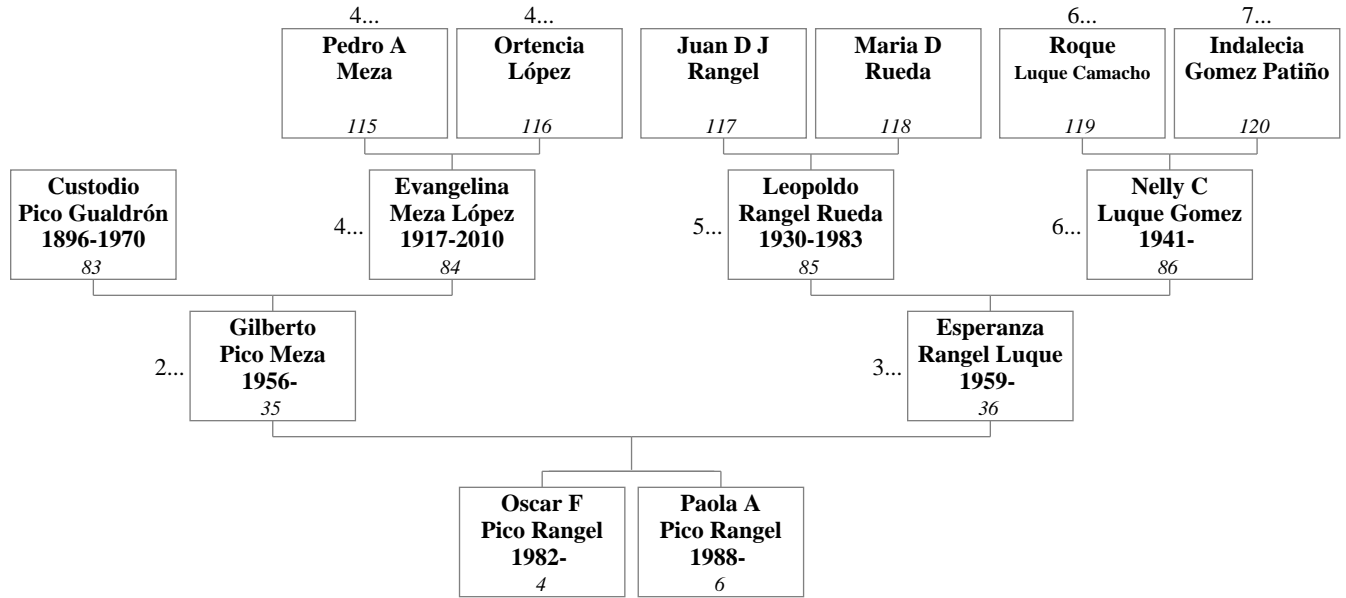 4...
4...
6...
7...
Pedro A
Meza
115
Ortencia
López
116
Juan D J
Rangel
117
Maria D
Rueda
118
Roque
Luque Camacho
119
Indalecia
Gomez Patiño
120
Custodio
Pico Gualdrón
1896-1970
83
4...
Evangelina
Meza López
1917-2010
84
5...
Leopoldo
Rangel Rueda
1930-1983
85
6...
Nelly C
Luque Gomez
1941-
86
2...
Gilberto
Pico Meza
1956-
35
3...
Esperanza
Rangel Luque
1959-
36
Oscar F
Pico Rangel
1982-
4
Paola A
Pico Rangel
1988-
6